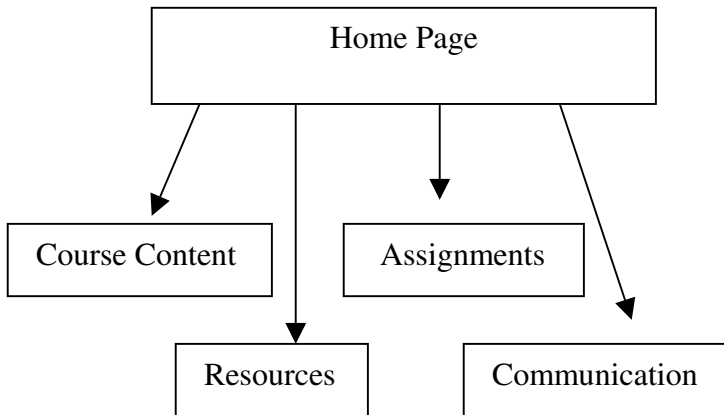 Home Page
Course Content
Assignments
Resources
Communication